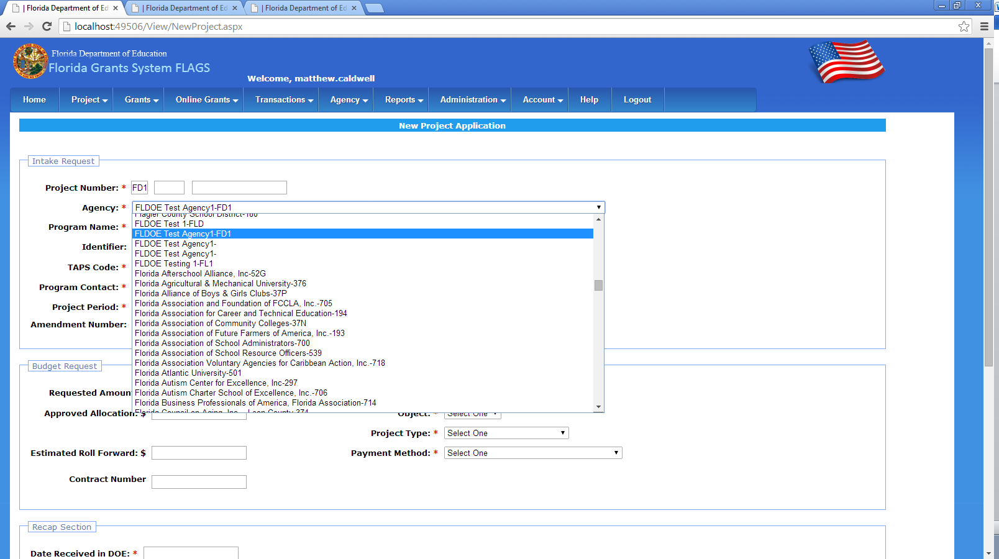 | Florida Department of Ed
| Florida Department of Ed
| Florida Department of Ed
localhost:49506/View/NewProject.aspx
Florida Department of Education
Florida Grants System FLAGS
Welcome, matthew.caldwell
Home Project Grants Online Grants Transactions Agency Reports Administration Account Help Logout
New Project Application
Intake Request
Project Number: * FD1
Agency: * FLDOE Test Agency1-FD1
Flagler County School District-180
FLDOE Test 1-FLD
Program Name: *
FLDOE Test Agency1-FD1
FLDOE Test Agency1-
Identifier:
FLDOE Test Agency1-
FLDOE Testing 1-FL1
TAPS Code: *
Florida Afterschool Alliance, Inc-52G
Florida Agricultural & Mechanical University-376
Program Contact: *
Florida Alliance of Boys & Girls Clubs-37P
Florida Association and Foundation of FCCLA, Inc.-705
Project Period: *
Florida Association for Career and Technical Education-194
Florida Association of Community Colleges-37N
Amendment Number:
Florida Association of Future Farmers of America, Inc.-193
Florida Association of School Administrators-700
Florida Association of School Resource Officers-539
Florida Association Voluntary Agencies for Caribbean Action, Inc.-718
Budget Request
Florida Atlantic University-501
Florida Autism Center for Excellence, Inc-297
Requested Amoun
Florida Autism Charter School of Excellence, Inc.-706
Florida Business Professionals of America, Florida Association-714
Florida Council on Aging, Inc. - Leon County-374
Approved Allocation: $
Object: * Select One
Project Type: * Select One
Estimated Roll Forward: $
Payment Method: * Select One
Contract Number
Recap Section
Date Received in DOE: *